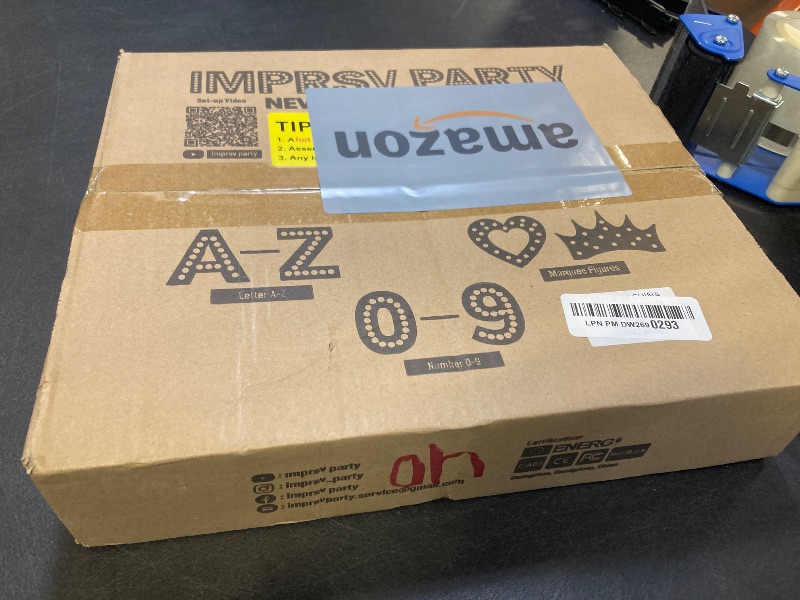 IMPRSV PARTY
Set-up Video
NEW
imprsv party
TIP
1. A hot
2. Asse
3. Any i
amazon
A–Z
Letter A-Z
Marquee Figures
0–9
Number 0-9
CHINA
LPN PM DW269 0293
: imprsv party
: imprsv_party
: imprsv party
: imprsvparty.service@gmail.com
Certification
ENERG
CE FC